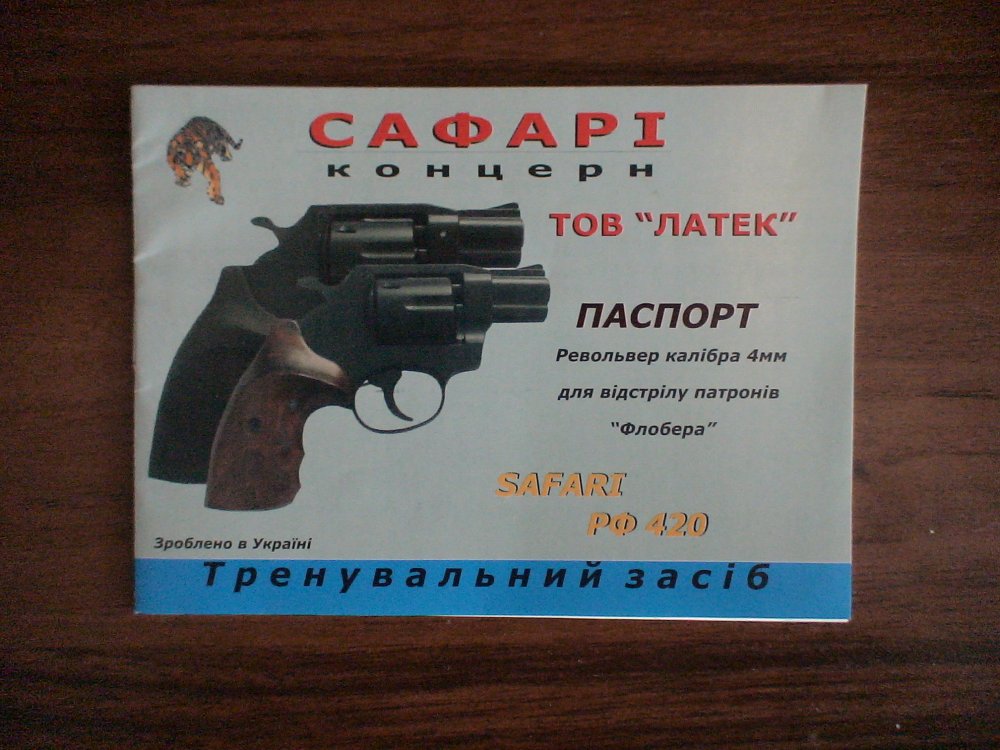 САФАРІ
концерн
ТОВ “ЛАТЕК”
ПАСПОРТ
Револьвер калібра 4мм
для відстрілу патронів
“Флобера”
SAFARI
РФ 420
Зроблено в Україні
Тренувальний засіб